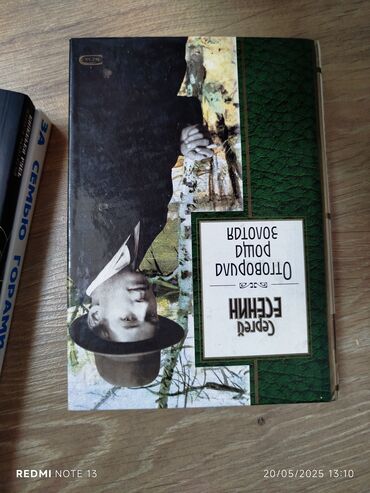 Сергей
ЕСЕНИН
Отговорила
роща
золотая
ЗА СЕМЬЮ ГОРАМИ
REDMI NOTE 13
20/05/2025 13:10